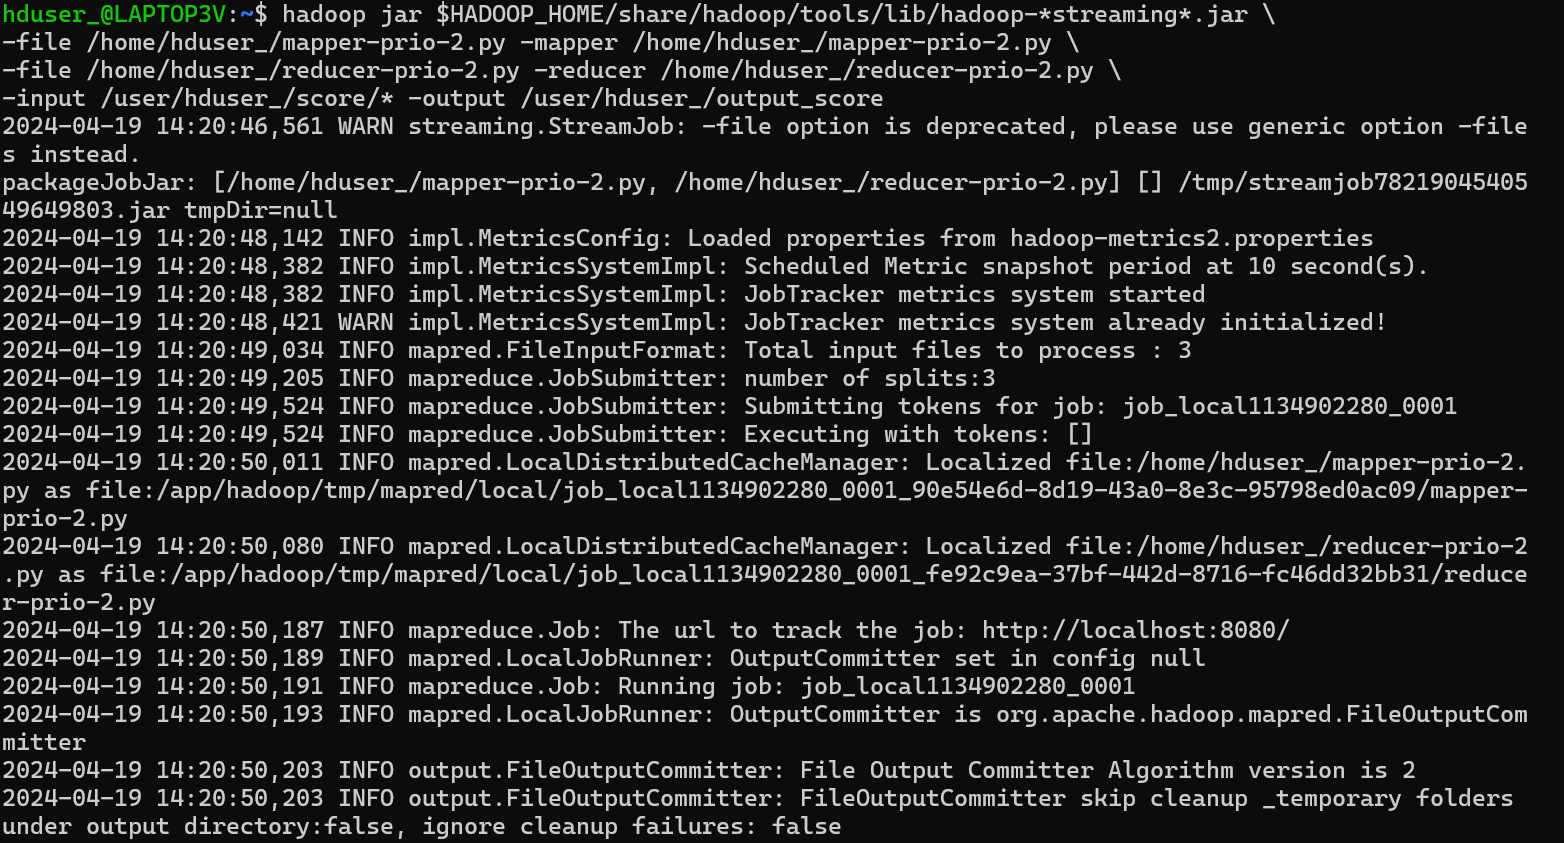 hduser_@LAPTOP3V:~$ hadoop jar $HADOOP_HOME/share/hadoop/tools/lib/hadoop-*streaming*.jar \
-file /home/hduser_/mapper-prio-2.py -mapper /home/hduser_/mapper-prio-2.py \
-file /home/hduser_/reducer-prio-2.py -reducer /home/hduser_/reducer-prio-2.py \
-input /user/hduser_/score/* -output /user/hduser_/output_score
2024-04-19 14:20:46,561 WARN streaming.StreamJob: -file option is deprecated, please use generic option -file
s instead.
packageJobJar: [/home/hduser_/mapper-prio-2.py, /home/hduser_/reducer-prio-2.py] [] /tmp/streamjob78219045405
49649803.jar tmpDir=null
2024-04-19 14:20:48,142 INFO impl.MetricsConfig: Loaded properties from hadoop-metrics2.properties
2024-04-19 14:20:48,382 INFO impl.MetricsSystemImpl: Scheduled Metric snapshot period at 10 second(s).
2024-04-19 14:20:48,382 INFO impl.MetricsSystemImpl: JobTracker metrics system started
2024-04-19 14:20:48,421 WARN impl.MetricsSystemImpl: JobTracker metrics system already initialized!
2024-04-19 14:20:49,034 INFO mapred.FileInputFormat: Total input files to process : 3
2024-04-19 14:20:49,205 INFO mapreduce.JobSubmitter: number of splits:3
2024-04-19 14:20:49,524 INFO mapreduce.JobSubmitter: Submitting tokens for job: job_local1134902280_0001
2024-04-19 14:20:49,524 INFO mapreduce.JobSubmitter: Executing with tokens: []
2024-04-19 14:20:50,011 INFO mapred.LocalDistributedCacheManager: Localized file:/home/hduser_/mapper-prio-2.
py as file:/app/hadoop/tmp/mapred/local/job_local1134902280_0001_90e54e6d-8d19-43a0-8e3c-95798ed0ac09/mapper-
prio-2.py
2024-04-19 14:20:50,080 INFO mapred.LocalDistributedCacheManager: Localized file:/home/hduser_/reducer-prio-2
.py as file:/app/hadoop/tmp/mapred/local/job_local1134902280_0001_fe92c9ea-37bf-442d-8716-fc46dd32bb31/reduce
r-prio-2.py
2024-04-19 14:20:50,187 INFO mapreduce.Job: The url to track the job: http://localhost:8080/
2024-04-19 14:20:50,189 INFO mapred.LocalJobRunner: OutputCommitter set in config null
2024-04-19 14:20:50,191 INFO mapreduce.Job: Running job: job_local1134902280_0001
2024-04-19 14:20:50,193 INFO mapred.LocalJobRunner: OutputCommitter is org.apache.hadoop.mapred.FileOutputCom
mitter
2024-04-19 14:20:50,203 INFO output.FileOutputCommitter: File Output Committer Algorithm version is 2
2024-04-19 14:20:50,203 INFO output.FileOutputCommitter: FileOutputCommitter skip cleanup _temporary folders
under output directory:false, ignore cleanup failures: false